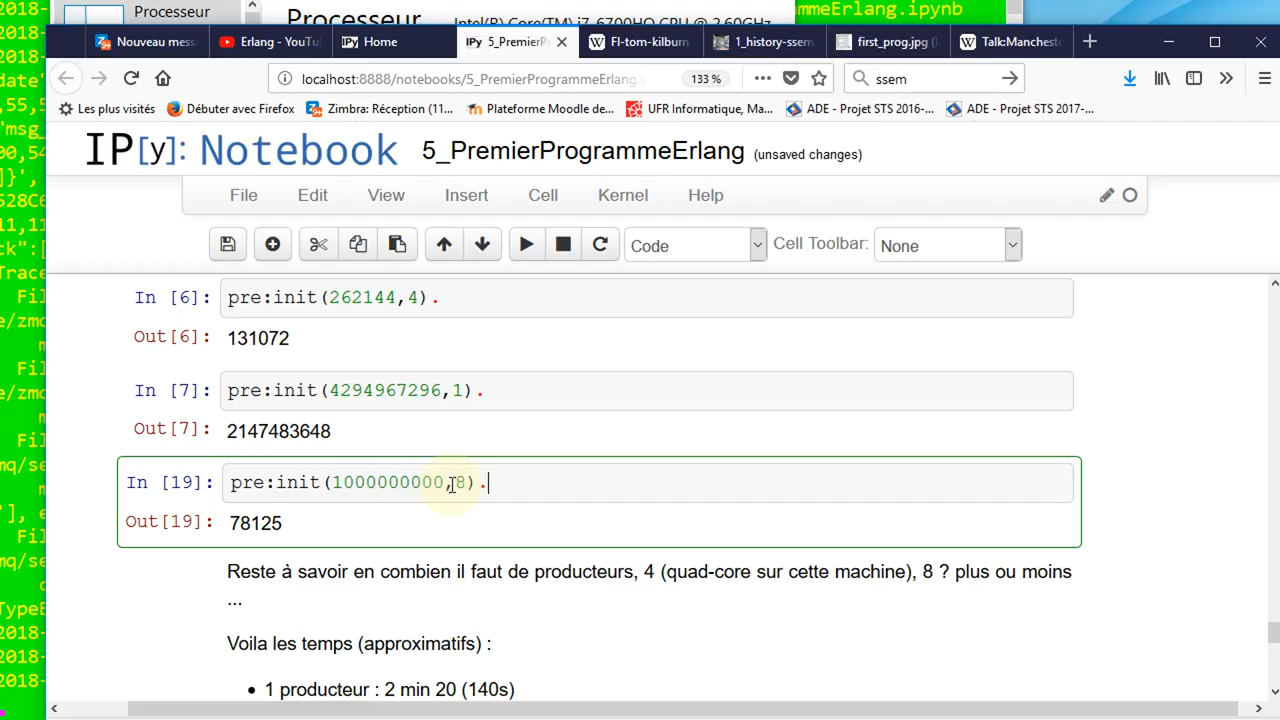 Processeur
Processeur
Intel(R) Core(TM) i7-6700HQ CPU @ 2.60GHz
mmeErlang.ipynb
Nouveau mess
Erlang - YouTu
IPy Home
IPy 5_PremierPr
FI-tom-kilburn
1_history-ssem
first_prog.jpg (
Talk:Mancheste
localhost:8888/notebooks/5_PremierProgrammeErlang.
133 %
ssem
Les plus visités
Débuter avec Firefox
Zimbra: Réception (11...
Plateforme Moodle de...
UFR Informatique, Ma...
ADE - Projet STS 2016-...
ADE - Projet STS 2017-...
IP[y]: Notebook 5_PremierProgrammeErlang (unsaved changes)
File Edit View Insert Cell Kernel Help
Code
Cell Toolbar:
None
In [6]: pre:init(262144,4).
Out[6]: 131072
In [7]: pre:init(4294967296,1).
Out[7]: 2147483648
In [19]: pre:init(1000000000,8).
Out[19]: 78125
Reste à savoir en combien il faut de producteurs, 4 (quad-core sur cette machine), 8 ? plus ou moins
...
Voila les temps (approximatifs) :
• 1 producteur : 2 min 20 (140s)